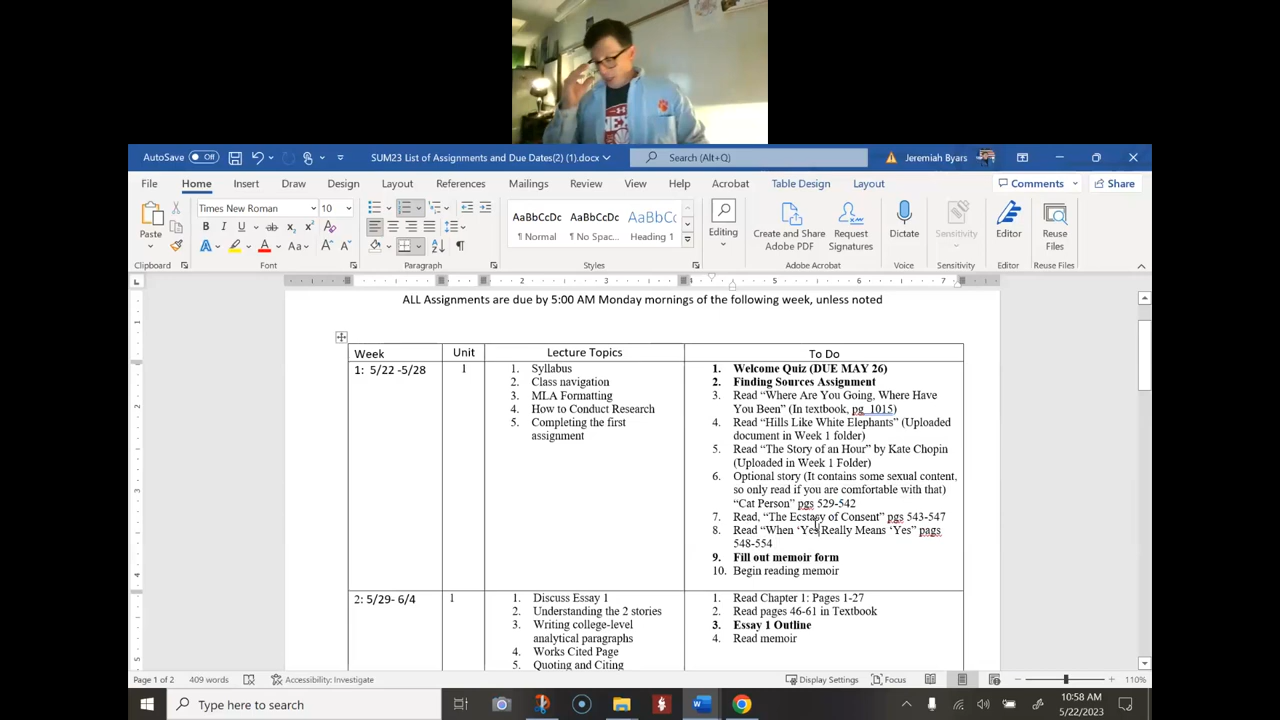 AutoSave Off SUM23 List of Assignments and Due Dates(2) (1).docx Search (Alt+Q) Jeremiah Byars
File Home Insert Draw Design Layout References Mailings Review View Help Acrobat Table Design Layout Comments Share
Times New Roman 10
Paste
AaBbCcDc AaBbCcDc AaBbCc
Normal No Spac... Heading 1
Editing
Create and Share Adobe PDF
Request Signatures
Dictate
Sensitivity
Editor
Reuse Files
Clipboard Font Paragraph Styles Adobe Acrobat Voice Sensitivity Editor Reuse Files
ALL Assignments are due by 5:00 AM Monday mornings of the following week, unless noted
Week Unit Lecture Topics To Do
1: 5/22 -5/28 1
1. Syllabus
2. Class navigation
3. MLA Formatting
4. How to Conduct Research
5. Completing the first
assignment
1. Welcome Quiz (DUE MAY 26)
2. Finding Sources Assignment
3. Read “Where Are You Going, Where Have
You Been” (In textbook, pg 1015)
4. Read “Hills Like White Elephants” (Uploaded
document in Week 1 folder)
5. Read “The Story of an Hour” by Kate Chopin
(Uploaded in Week 1 Folder)
6. Optional story (It contains some sexual content,
so only read if you are comfortable with that)
“Cat Person” pgs 529-542
7. Read, “The Ecstasy of Consent” pgs 543-547
8. Read “When ‘Yes Really Means ‘Yes” pags
548-554
9. Fill out memoir form
10. Begin reading memoir
2: 5/29- 6/4 1
1. Discuss Essay 1
2. Understanding the 2 stories
3. Writing college-level
analytical paragraphs
4. Works Cited Page
5. Quoting and Citing
1. Read Chapter 1: Pages 1-27
2. Read pages 46-61 in Textbook
3. Essay 1 Outline
4. Read memoir
Page 1 of 2 409 words Accessibility: Investigate Display Settings Focus 110%
Type here to search
10:58 AM
5/22/2023